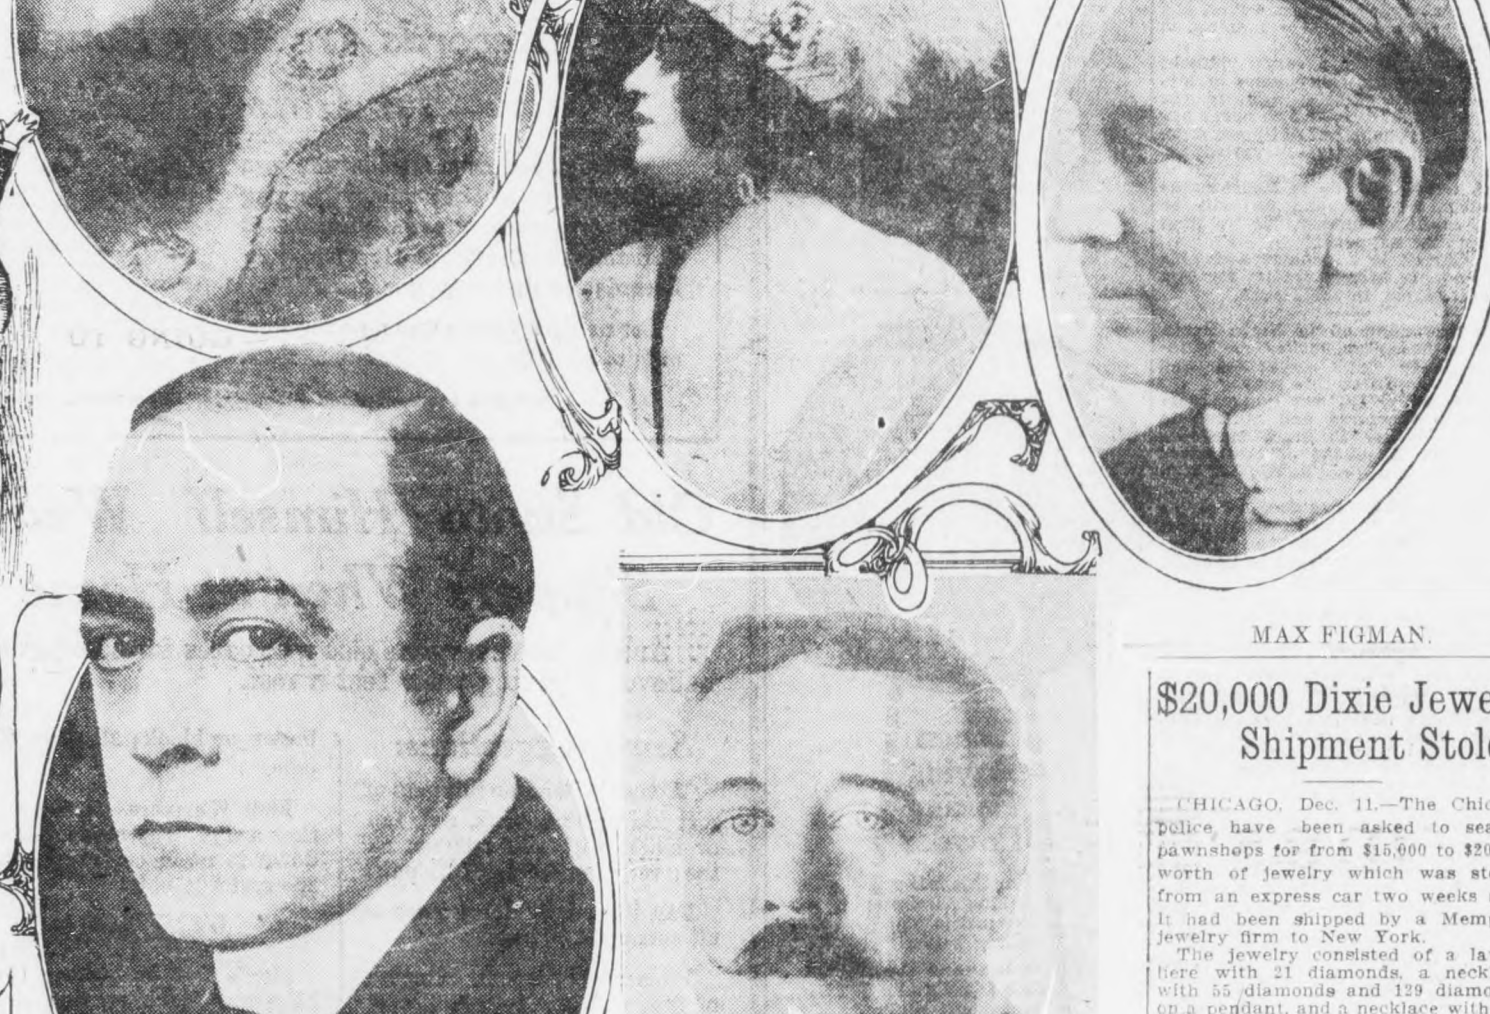 MAX FIGMAN.
$20,000 Dixie Jewe
Shipment Stol
CHICAGO, Dec. 11.—The Chic
police have been asked to sea
pawnshops for from $15,000 to $20
worth of jewelry which was sto
from an express car two weeks
It had been shipped by a Mem
jewelry firm to New York.
The jewelry consisted of a la
liere with 21 diamonds, a neck
with 55 diamonds and 129 diamo
on a pendant, and a necklace with